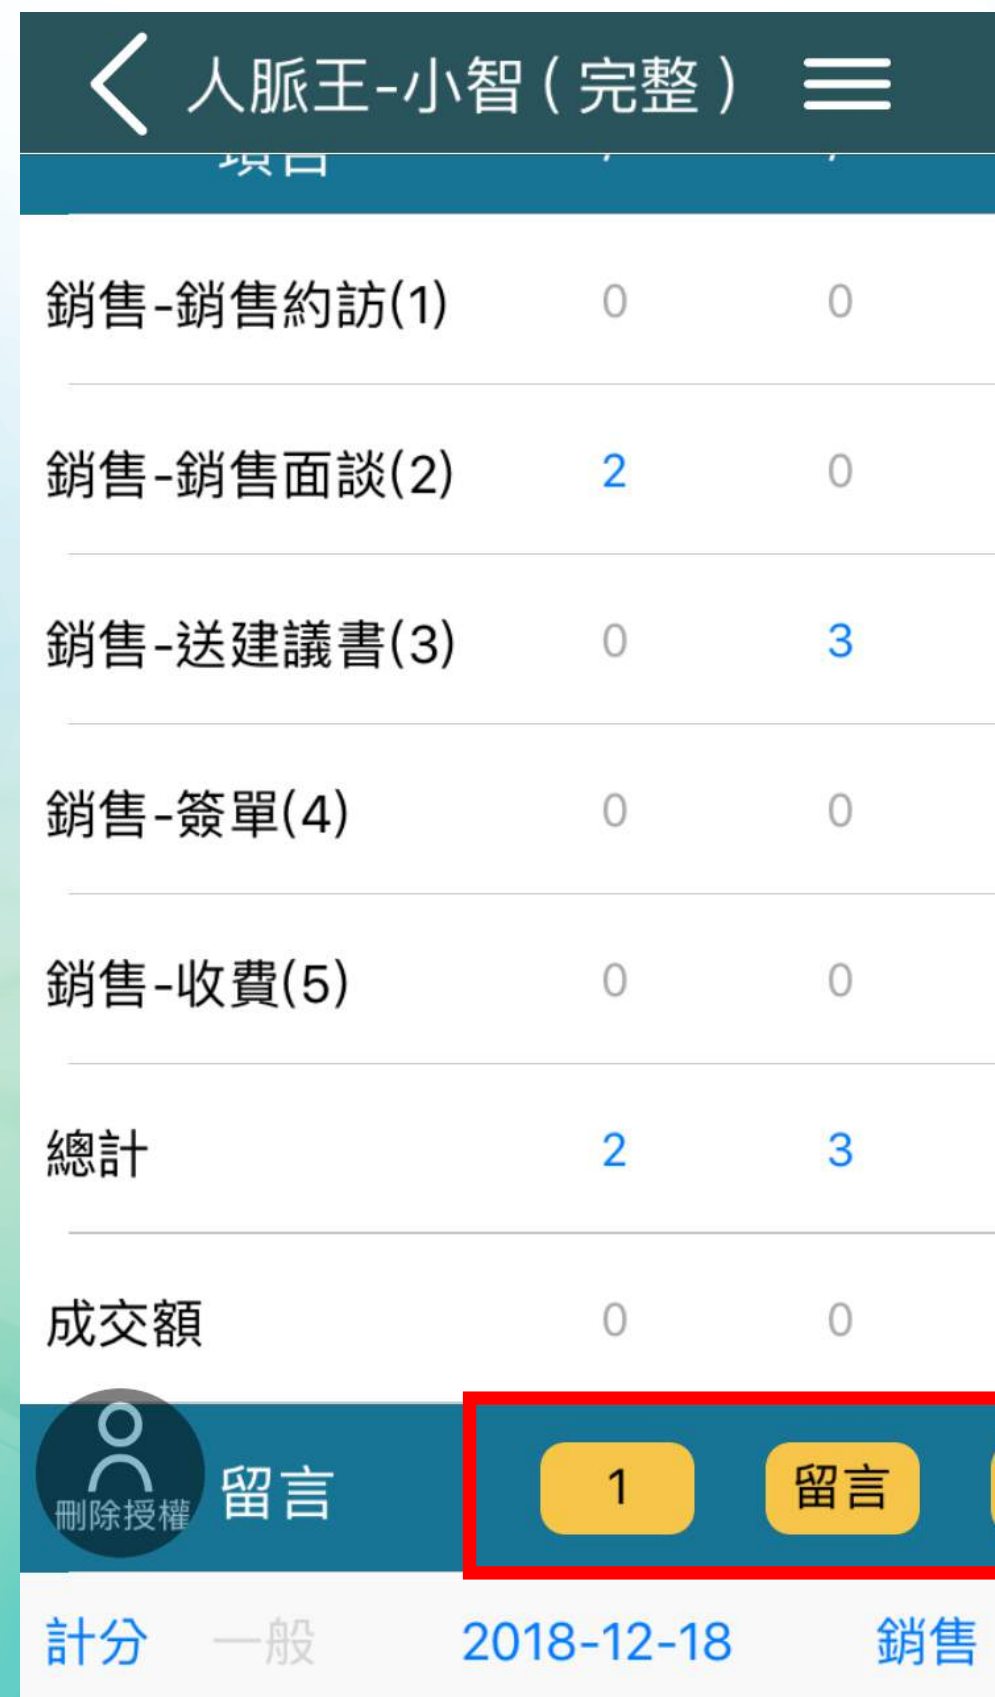 人脈王-小智(完整)
項目
銷售-銷售約訪(1) 0 0
銷售-銷售面談(2) 2 0
銷售-送建議書(3) 0 3
銷售-簽單(4) 0 0
銷售-收費(5) 0 0
總計 2 3
成交額 0 0
刪除授權 留言 1 留言
計分 一般 2018-12-18 銷售